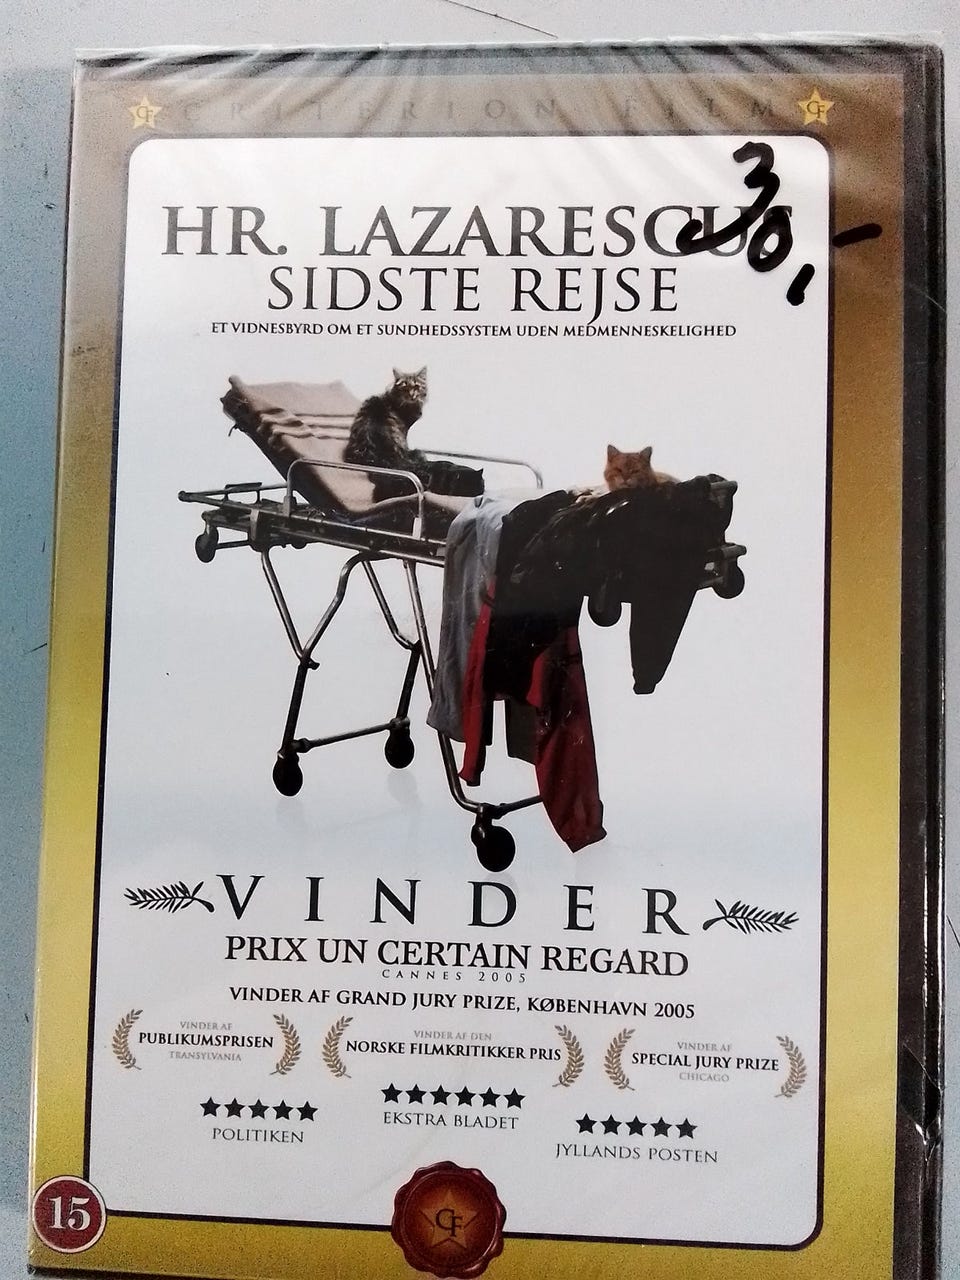 CF CRITERION FILM CF
30,-
HR. LAZARESCUS
SIDSTE REJSE
ET VIDNESBYRD OM ET SUNDHEDSSYSTEM UDEN MEDMENNESKELIGHED
VINDER
PRIX UN CERTAIN REGARD
CANNES 2005
VINDER AF GRAND JURY PRIZE, KØBENHAVN 2005
VINDER AF
PUBLIKUMSPRISEN
TRANSYLVANIA
VINDER AF DEN
NORSKE FILMKRITIKKER PRIS
VINDER AF
SPECIAL JURY PRIZE
CHICAGO
★★★★★
POLITIKEN
★★★★★★
EKSTRA BLADET
★★★★★
JYLLANDS POSTEN
15
CF